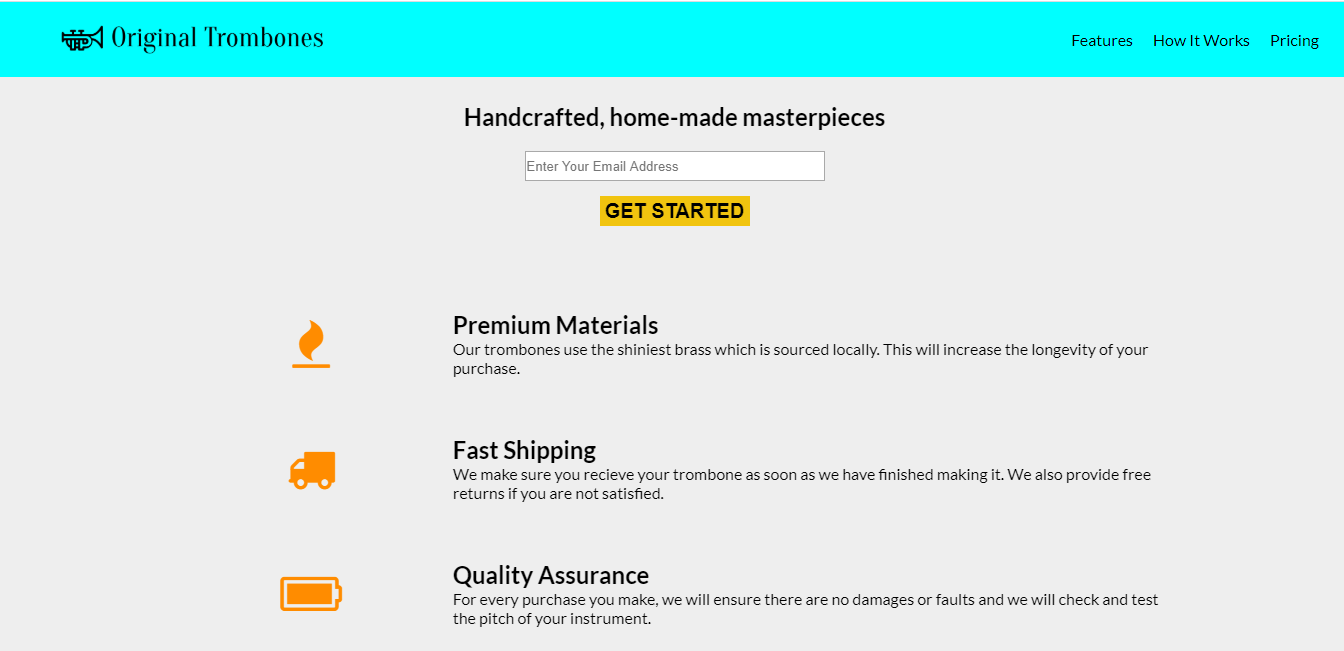 Original Trombones
Features How It Works Pricing
Handcrafted, home-made masterpieces
Enter Your Email Address
GET STARTED
Premium Materials
Our trombones use the shiniest brass which is sourced locally. This will increase the longevity of your
purchase.
Fast Shipping
We make sure you recieve your trombone as soon as we have finished making it. We also provide free
returns if you are not satisfied.
Quality Assurance
For every purchase you make, we will ensure there are no damages or faults and we will check and test
the pitch of your instrument.